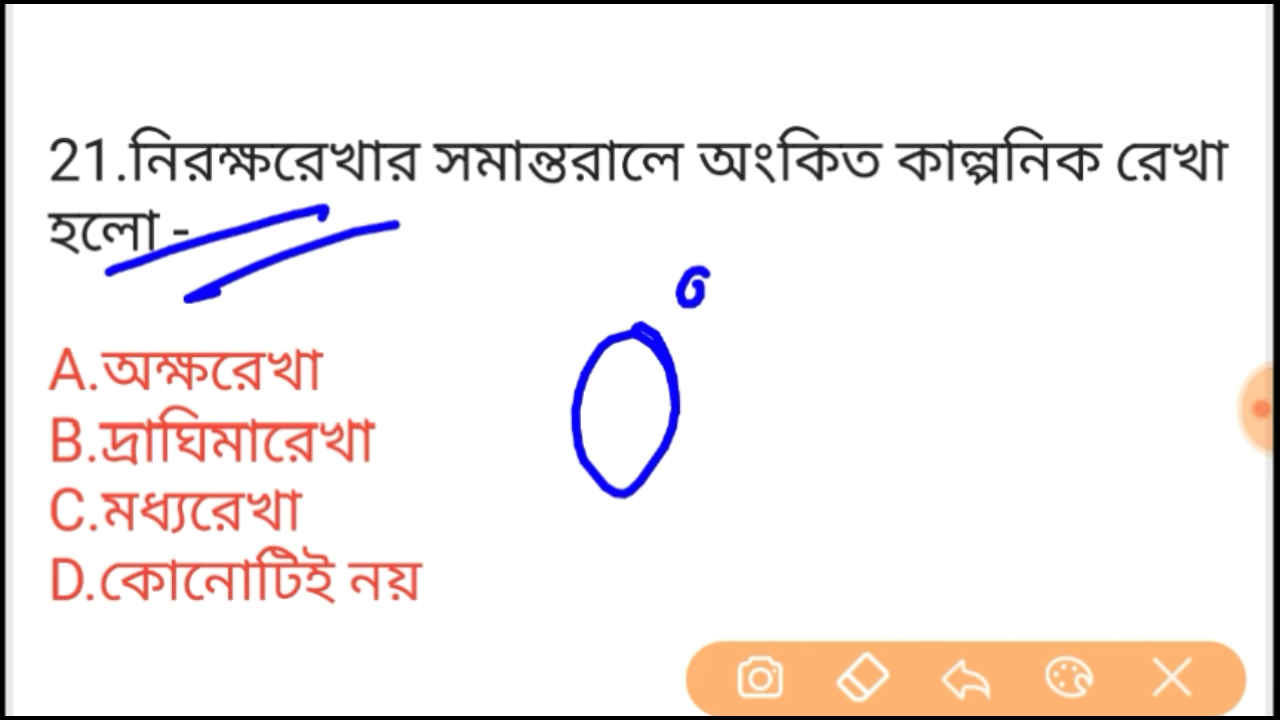 21.নিরক্ষরেখার সমান্তরালে অংকিত কাল্পনিক রেখা
হলো -
A.অক্ষরেখা
B.দ্রাঘিমারেখা
C.মধ্যরেখা
D.কোনোটিই নয়